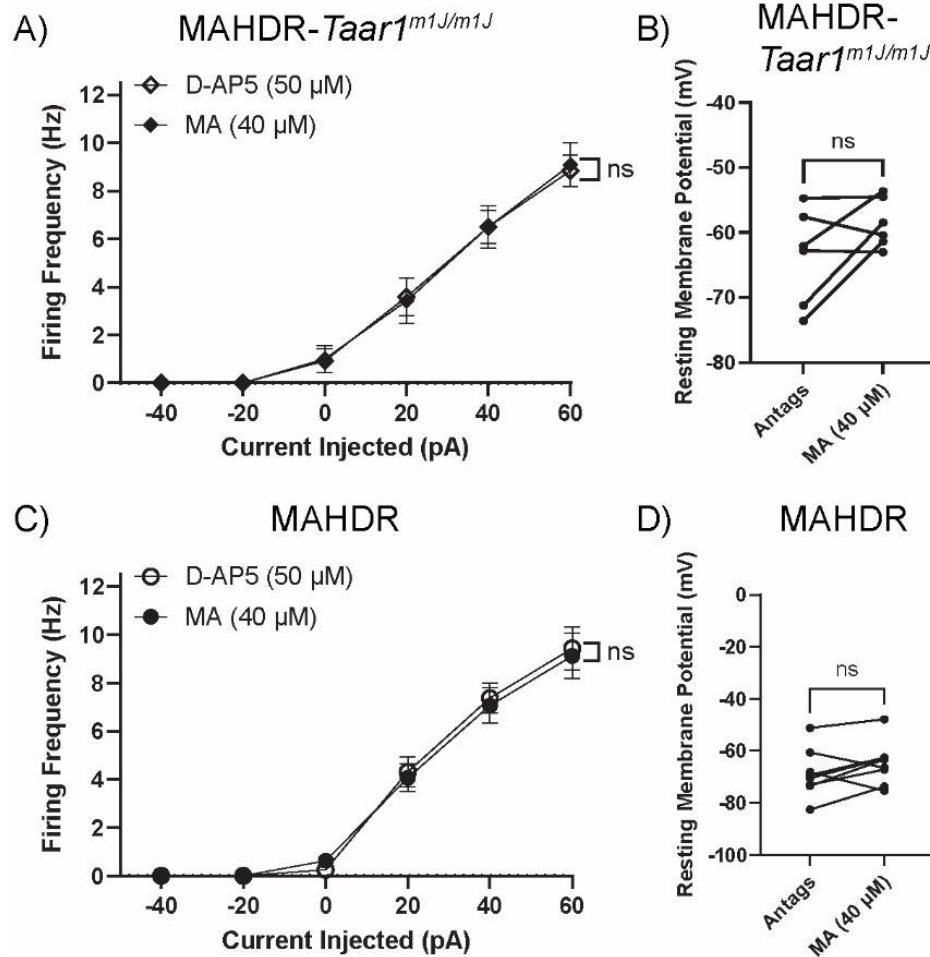 A) MAHDR-Taar1^m1J/m1J
D-AP5 (50 µM)
MA (40 µM)
12
10
8
6
4
2
0
Firing Frequency (Hz)
ns
-40 -20 0 20 40 60
Current Injected (pA)
B) MAHDR-
Taar1^m1J/m1J
Resting Membrane Potential (mV)
-40
-50
-60
-70
-80
ns
Antags
MA (40 µM)
C) MAHDR
D-AP5 (50 µM)
MA (40 µM)
12
10
8
6
4
2
0
Firing Frequency (Hz)
ns
-40 -20 0 20 40 60
Current Injected (pA)
D) MAHDR
Resting Membrane Potential (mV)
0
-20
-40
-60
-80
-100
ns
Antags
MA (40 µM)